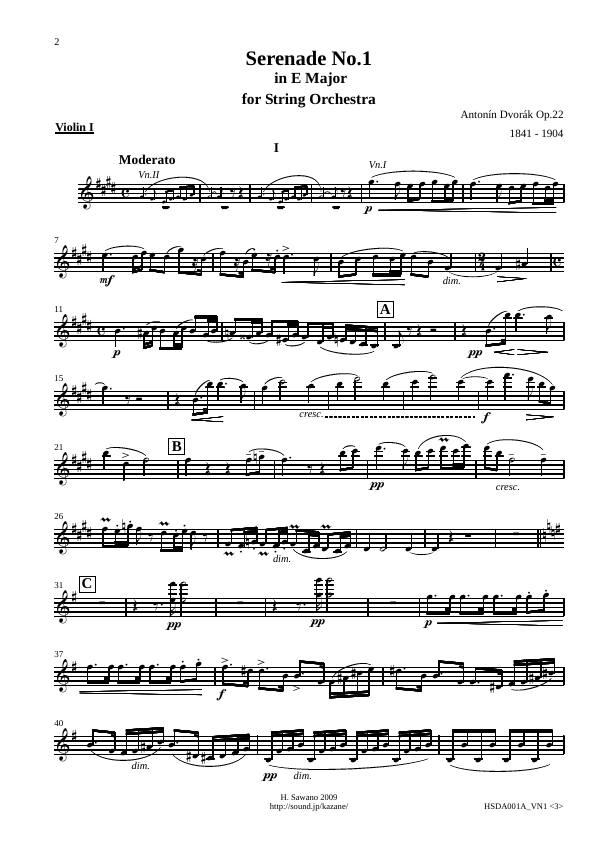 2
Serenade No.1
in E Major
for String Orchestra
Antonín Dvorák Op.22
Violin I
1841 - 1904
I
Moderato
Vn.II
Vn.I
p
7
mf
dim.
11
A
p
pp
15
cresc.
f
21
B
pp
cresc.
26
dim.
31
C
pp
pp
p
37
f
40
dim.
pp dim.
H. Sawano 2009
http://sound.jp/kazane/
HSDA001A_VN1 <3>